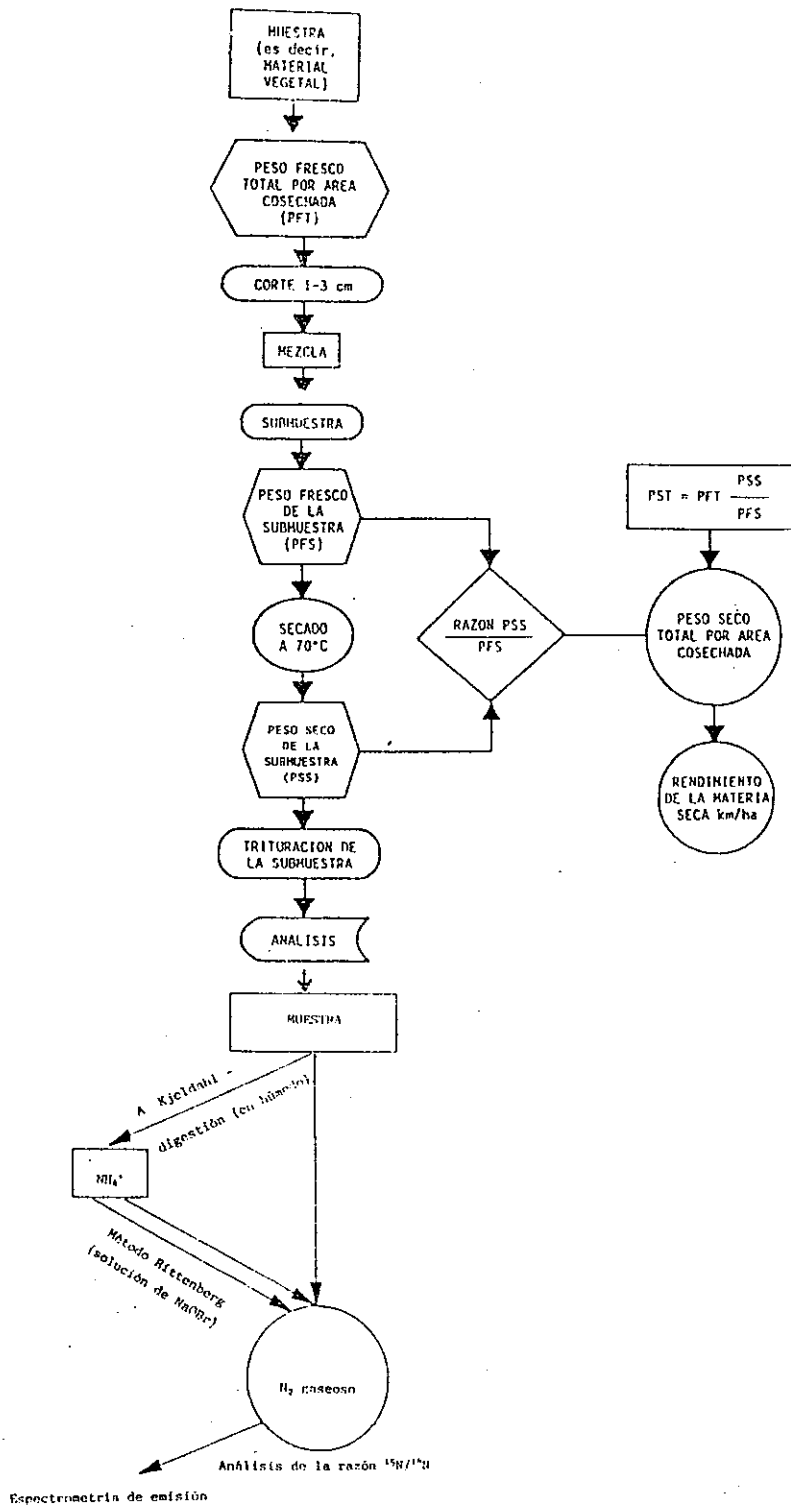 MUESTRA
(es decir,
MATERIAL
VEGETAL)
PESO FRESCO
TOTAL POR AREA
COSECHADA
(PFT)
CORTE 1-3 cm
MEZCLA
SUBMUESTRA
PESO FRESCO
DE LA
SUBMUESTRA
(PFS)
SECADO
A 70°C
PESO SECO
DE LA
SUBMUESTRA
(PSS)
RAZON PSS
PFS
PST = PFT PSS
PFS
PESO SECO
TOTAL POR AREA
COSECHADA
RENDIMIENTO
DE LA MATERIA
SECA km/ha
TRITURACION DE
LA SUBMUESTRA
ANALISIS
MUESTRA
A Kjeldahl -
digestión (en húmedo)
NH₄⁺
Método Rittenberg
(solución de NaOBr)
N₂ gaseoso
Análisis de la razón ¹⁵N/¹⁴N
Espectrometría de emisión